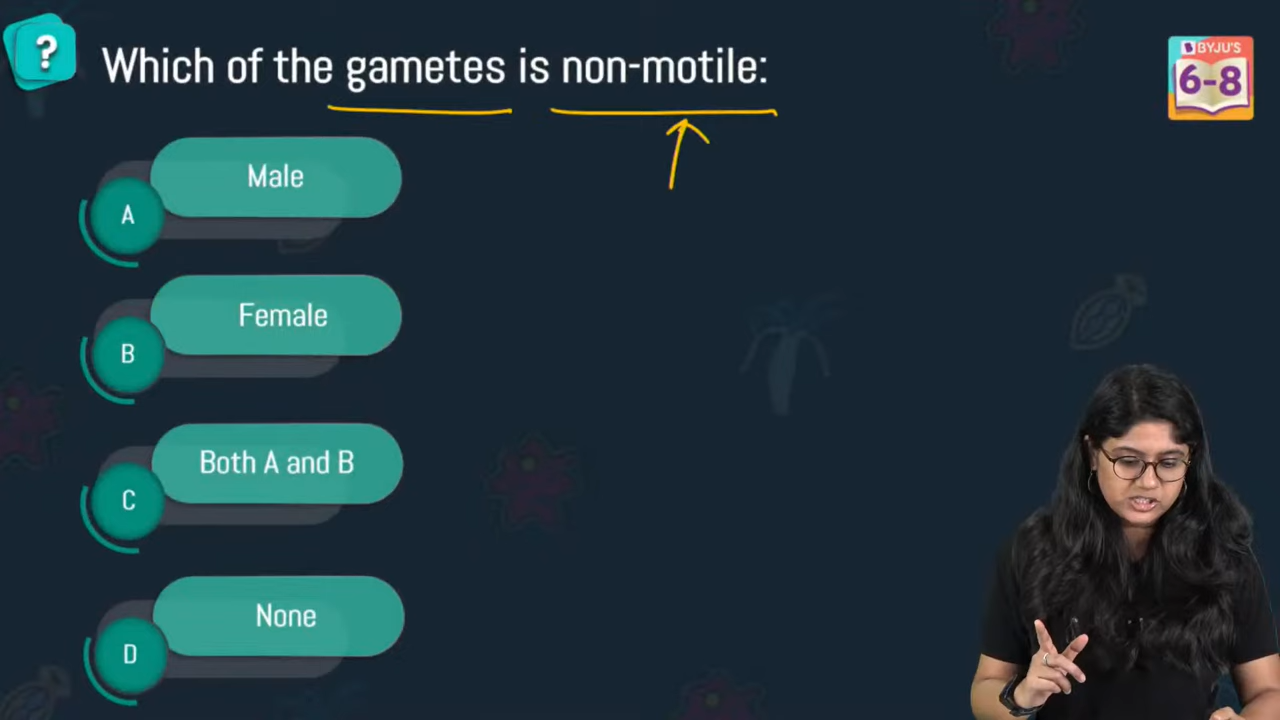 ?
Which of the gametes is non-motile:
BYJU'S
6-8
A
Male
B
Female
C
Both A and B
D
None